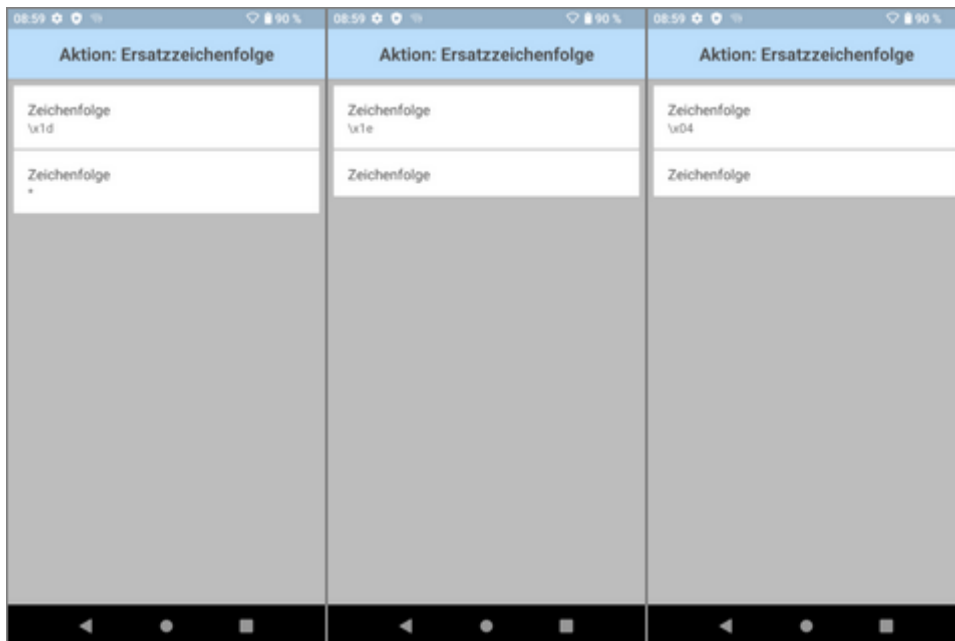 08:59 90 %
Aktion: Ersatzzeichenfolge
Zeichenfolge
\x1d
Zeichenfolge
*
08:59 90 %
Aktion: Ersatzzeichenfolge
Zeichenfolge
\x1e
Zeichenfolge
08:59 90 %
Aktion: Ersatzzeichenfolge
Zeichenfolge
\x04
Zeichenfolge